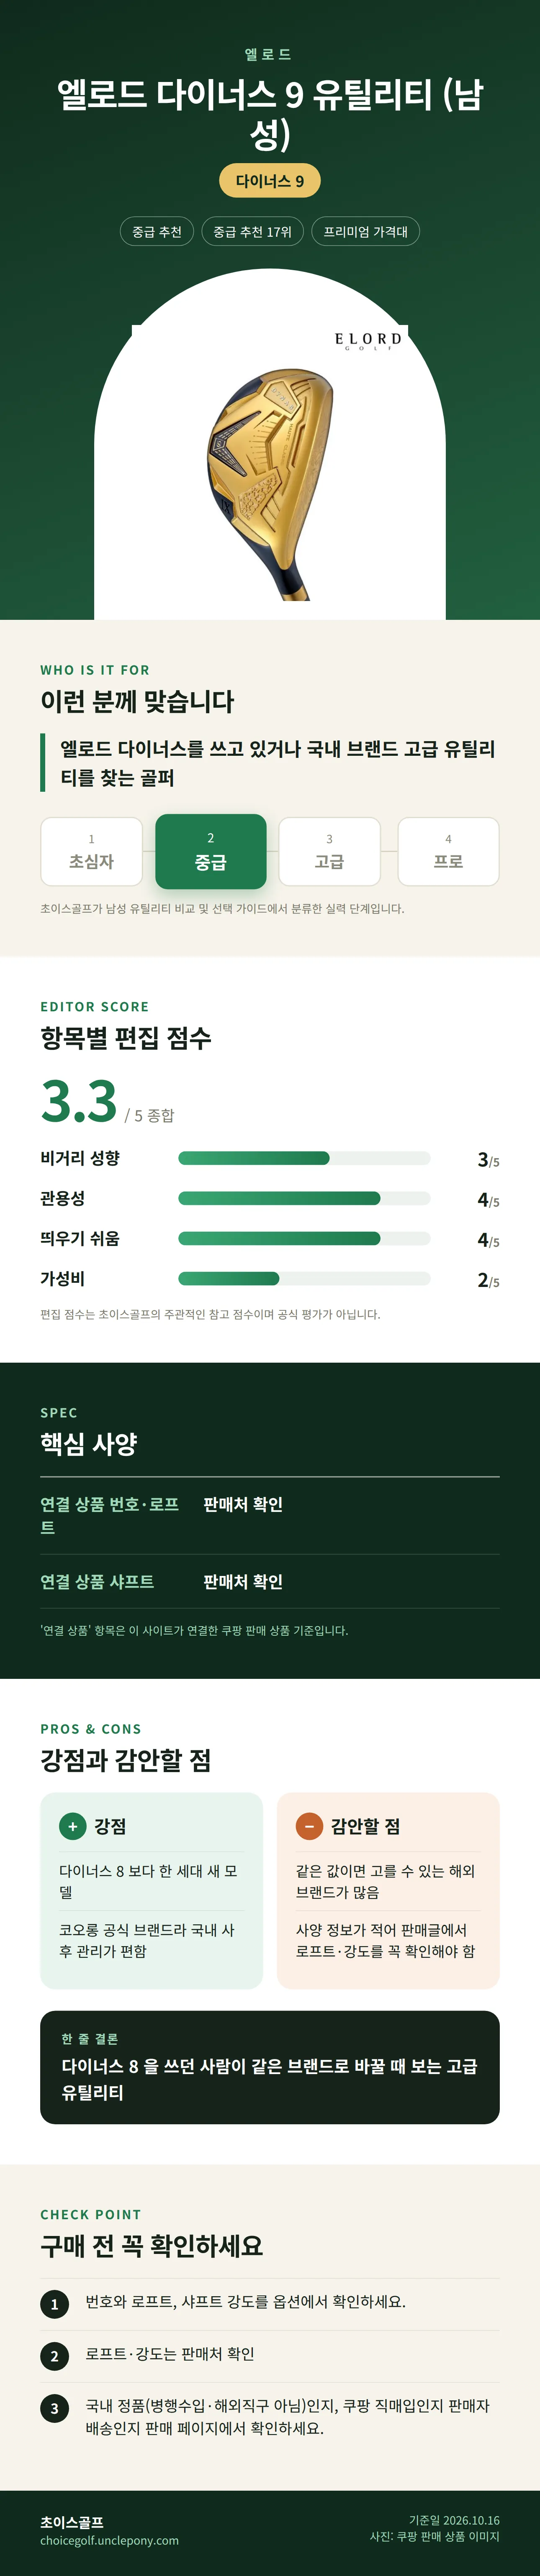 엘로드
엘로드 다이너스 9 유틸리티 (남
성)
다이너스 9
중급 추천
중급 추천 17위
프리미엄 가격대
ELORD
GOLF
WHO IS IT FOR
이런 분께 맞습니다
엘로드 다이너스를 쓰고 있거나 국내 브랜드 고급 유틸리
티를 찾는 골퍼
1
초심자
2
중급
3
고급
4
프로
초이스골프가 남성 유틸리티 비교 및 선택 가이드에서 분류한 실력 단계입니다.
EDITOR SCORE
항목별 편집 점수
3.3 / 5 종합
비거리 성향 3/5
관용성 4/5
띄우기 쉬움 4/5
가성비 2/5
편집 점수는 초이스골프의 주관적인 참고 점수이며 공식 평가가 아닙니다.
SPEC
핵심 사양
연결 상품 번호·로프
트
판매처 확인
연결 상품 샤프트
판매처 확인
'연결 상품' 항목은 이 사이트가 연결한 쿠팡 판매 상품 기준입니다.
PROS & CONS
강점과 감안할 점
+ 강점
다이너스 8 보다 한 세대 새 모
델
코오롱 공식 브랜드라 국내 사
후 관리가 편함
− 감안할 점
같은 값이면 고를 수 있는 해외
브랜드가 많음
사양 정보가 적어 판매글에서
로프트·강도를 꼭 확인해야 함
한 줄 결론
다이너스 8 을 쓰던 사람이 같은 브랜드로 바꿀 때 보는 고급
유틸리티
CHECK POINT
구매 전 꼭 확인하세요
1 번호와 로프트, 샤프트 강도를 옵션에서 확인하세요.
2 로프트·강도는 판매처 확인
3 국내 정품(병행수입·해외직구 아님)인지, 쿠팡 직매입인지 판매자
배송인지 판매 페이지에서 확인하세요.
초이스골프
choicegolf.unclepony.com
기준일 2026.10.16
사진: 쿠팡 판매 상품 이미지